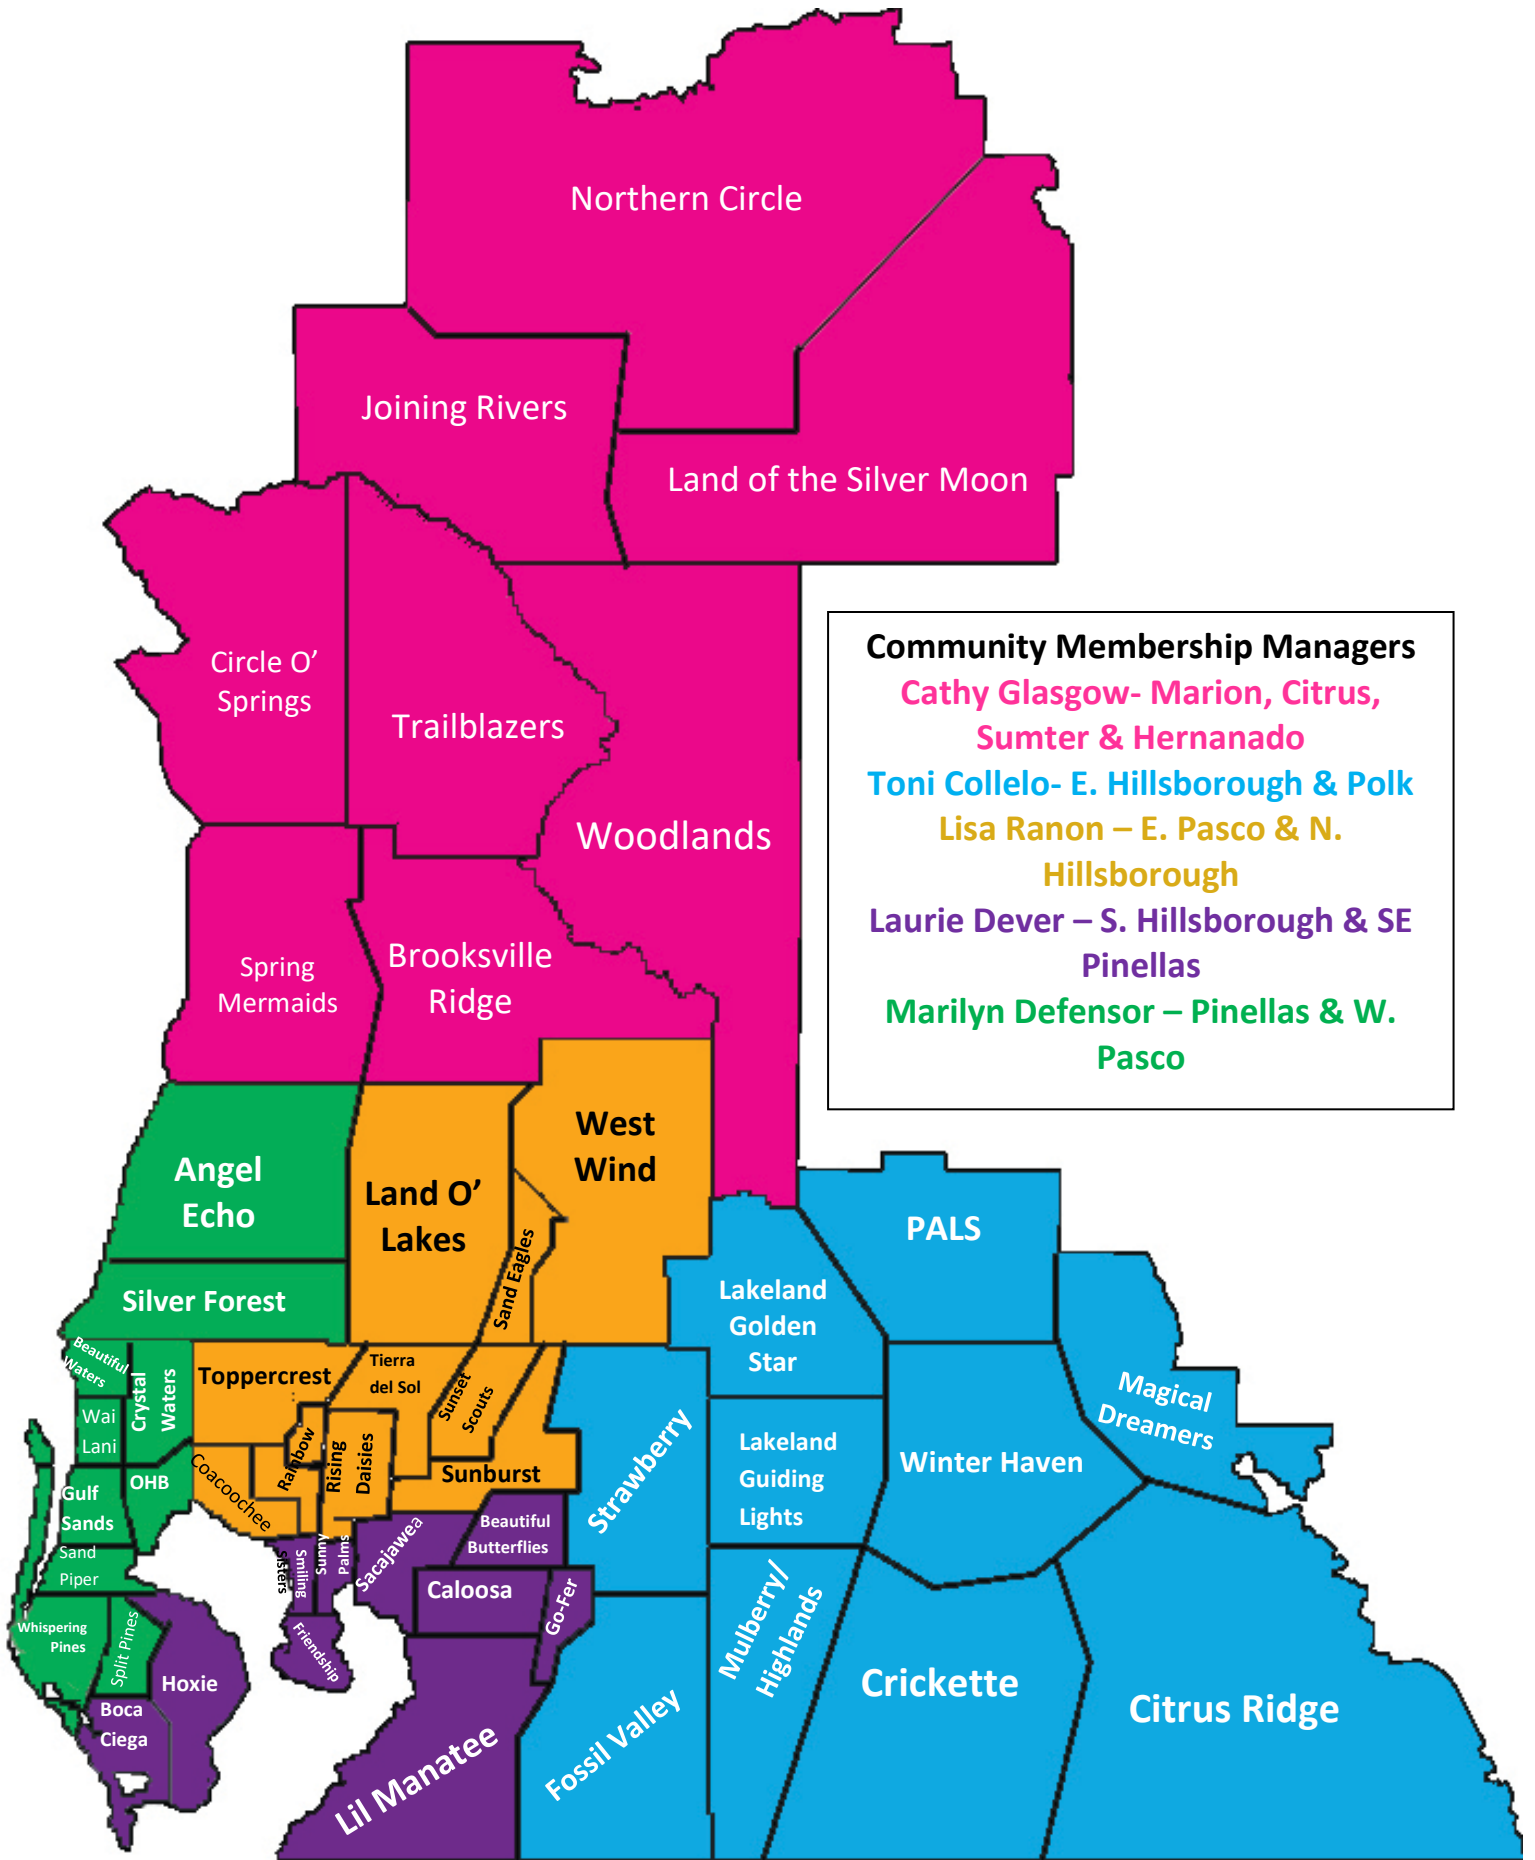 Northern Circle
Joining Rivers
Land of the Silver Moon
Circle O’
Springs
Trailblazers
Woodlands
Spring
Mermaids
Brooksville
Ridge
Community Membership Managers
Cathy Glasgow- Marion, Citrus,
Sumter & Hernanado
Toni Collelo- E. Hillsborough & Polk
Lisa Ranon – E. Pasco & N.
Hillsborough
Laurie Dever – S. Hillsborough & SE
Pinellas
Marilyn Defensor – Pinellas & W.
Pasco
Angel
Echo
Land O’
Lakes
West
Wind
Sand Eagles
PALS
Silver Forest
Lakeland
Golden
Star
Beautiful
Waters
Crystal
Waters
Toppercrest
Tierra
del Sol
Sunset
Scouts
Magical
Dreamers
Wai
Lani
Rainbow
Rising
Daisies
Sunburst
Strawberry
Lakeland
Guiding
Lights
Winter Haven
OHB
Coacoochee
Gulf
Sands
Sand
Piper
Sisters
Smiling
Sunny
Palms
Sacajawea
Beautiful
Butterflies
Caloosa
Go-Fer
Mulberry/
Highlands
Whispering
Pines
Split Pines
Hoxie
Friendship
Boca
Ciega
Lil Manatee
Fossil Valley
Crickette
Citrus Ridge